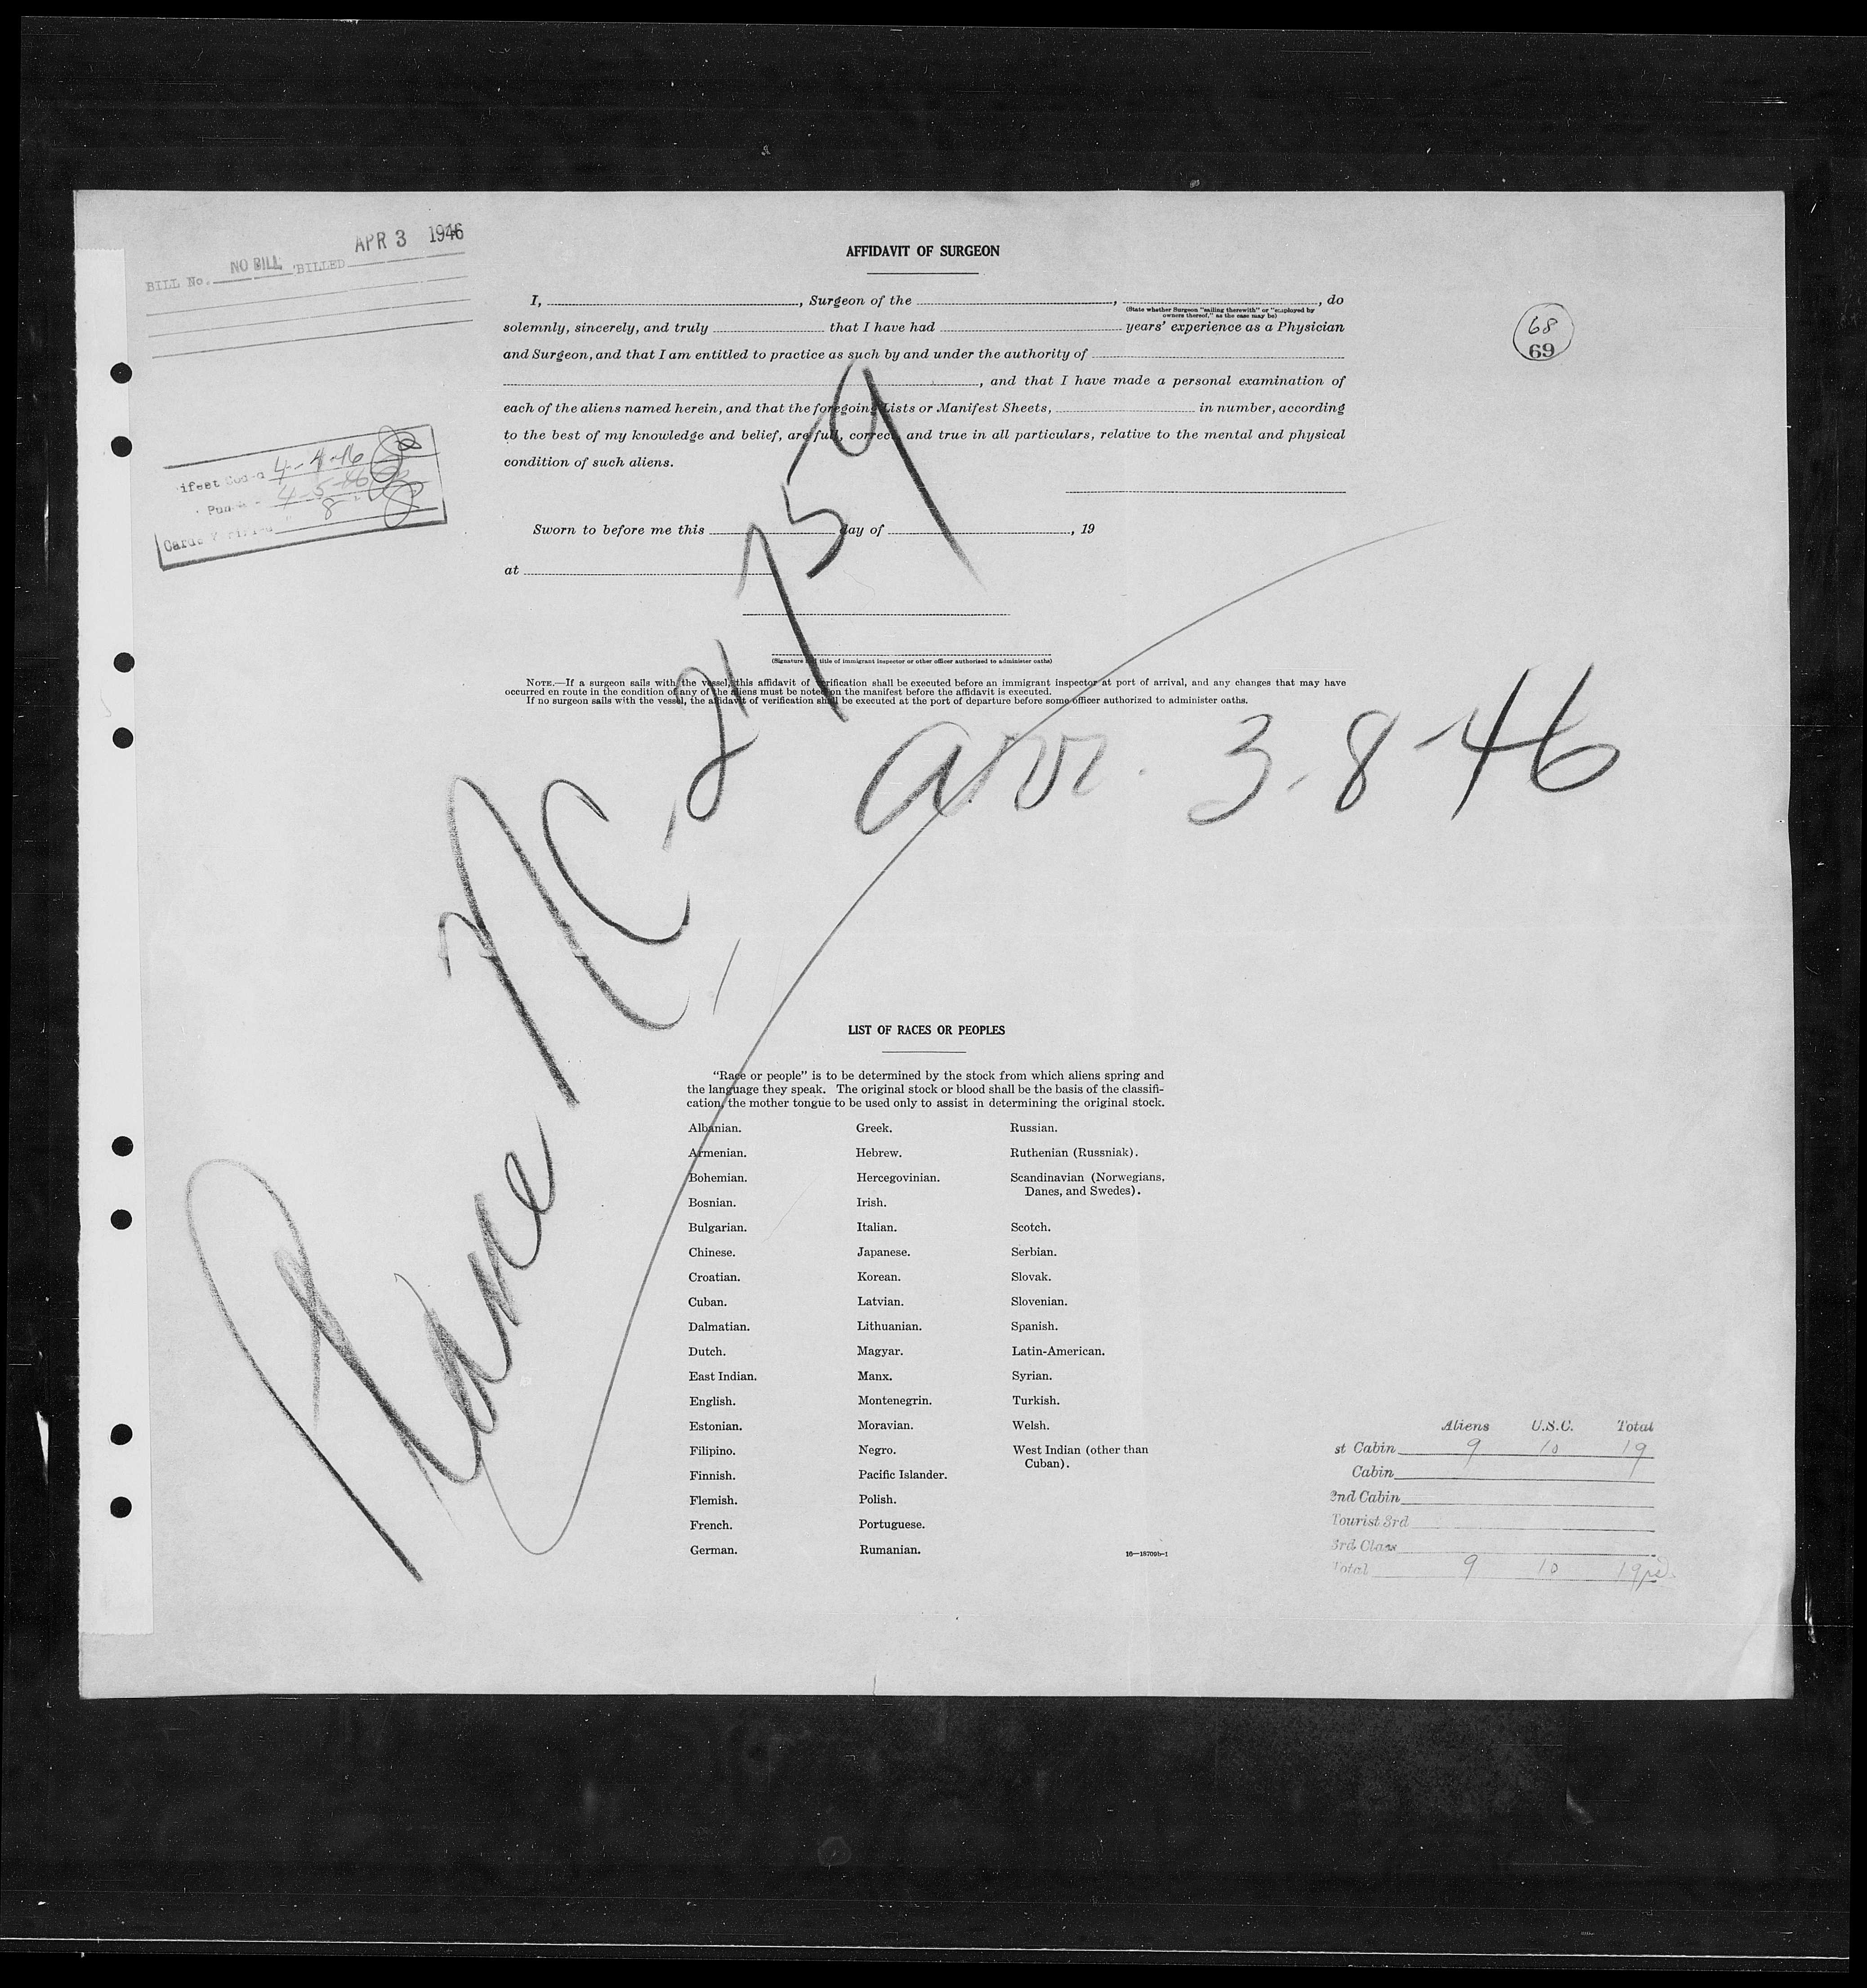 APR 3 1946
BILL No. NO BILL BILLED
AFFIDAVIT OF SURGEON
I, , Surgeon of the , , do
(State whether Surgeon "sailing therewith" or "employed by
owners thereof," as the case may be)
solemnly, sincerely, and truly that I have had years' experience as a Physician
and Surgeon, and that I am entitled to practice as such by and under the authority of
, and that I have made a personal examination of
each of the aliens named herein, and that the foregoing Lists or Manifest Sheets, in number, according
to the best of my knowledge and belief, are full, correct, and true in all particulars, relative to the mental and physical
condition of such aliens.
68
69
4-4-46
4-5-46
8
Sworn to before me this day of , 19
at
(Signature and title of immigrant inspector or other officer authorized to administer oaths)
NOTE.—If a surgeon sails with the vessel, this affidavit of verification shall be executed before an immigrant inspector at port of arrival, and any changes that may have
occurred en route in the condition of any of the aliens must be noted on the manifest before the affidavit is executed.
If no surgeon sails with the vessel, the affidavit of verification shall be executed at the port of departure before some officer authorized to administer oaths.
Plane NC-21759
arr. 3-8-46
LIST OF RACES OR PEOPLES
"Race or people" is to be determined by the stock from which aliens spring and
the language they speak. The original stock or blood shall be the basis of the classifi-
cation, the mother tongue to be used only to assist in determining the original stock.
Albanian. Greek. Russian.
Armenian. Hebrew. Ruthenian (Russniak).
Bohemian. Hercegovinian. Scandinavian (Norwegians,
Danes, and Swedes).
Bosnian. Irish.
Bulgarian. Italian. Scotch.
Chinese. Japanese. Serbian.
Croatian. Korean. Slovak.
Cuban. Latvian. Slovenian.
Dalmatian. Lithuanian. Spanish.
Dutch. Magyar. Latin-American.
East Indian. Manx. Syrian.
English. Montenegrin. Turkish.
Estonian. Moravian. Welsh.
Filipino. Negro. West Indian (other than
Cuban).
Finnish. Pacific Islander.
Flemish. Polish.
French. Portuguese.
German. Rumanian.
16—18709b-1
Aliens U.S.C. Total
st Cabin 9 10 19
Cabin
2nd Cabin
Tourist 3rd
3rd Class
Total 9 10 19